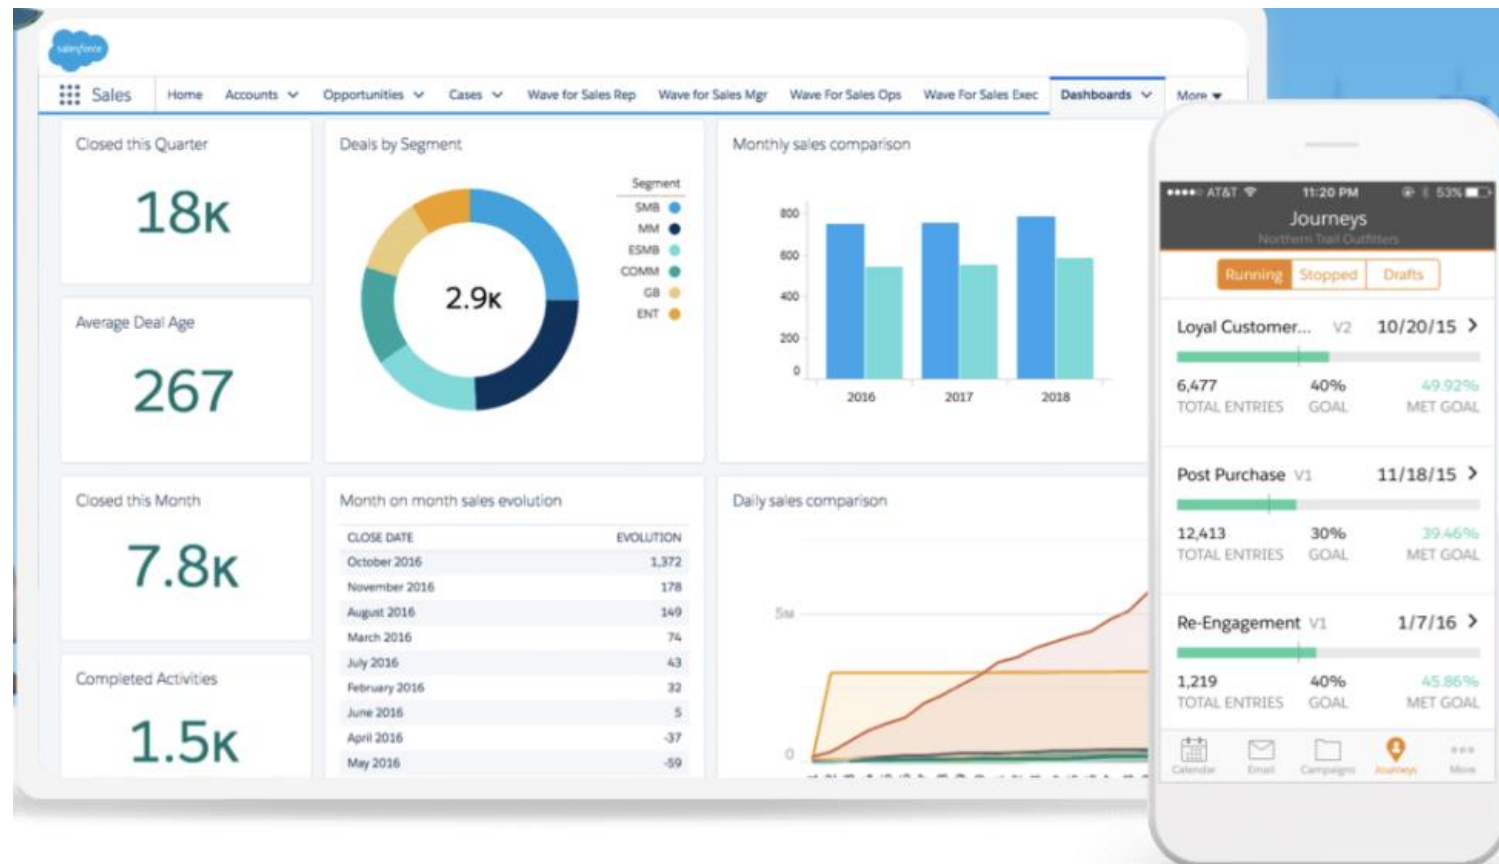 salesforce
Sales Home Accounts Opportunities Cases Wave for Sales Rep Wave for Sales Mgr Wave For Sales Ops Wave For Sales Exec Dashboards More
Closed this Quarter
18K
Average Deal Age
267
Closed this Month
7.8K
Completed Activities
1.5K
Deals by Segment
2.9K
Segment
SMB
MM
ESMB
COMM
GB
ENT
Monthly sales comparison
800
600
400
200
0
2016 2017 2018
Month on month sales evolution
CLOSE DATE EVOLUTION
October 2016 1,372
November 2016 178
August 2016 149
March 2016 74
July 2016 43
February 2016 32
June 2016 5
April 2016 -37
May 2016 -59
Daily sales comparison
5M
0
AT&T 11:20 PM 53%
Journeys
Northern Trail Outfitters
Running Stopped Drafts
Loyal Customer... V2 10/20/15
6,477 40% 49.92%
TOTAL ENTRIES GOAL MET GOAL
Post Purchase V1 11/18/15
12,413 30% 39.46%
TOTAL ENTRIES GOAL MET GOAL
Re-Engagement V1 1/7/16
1,219 40% 45.86%
TOTAL ENTRIES GOAL MET GOAL
Calendar Email Campaigns Journeys More